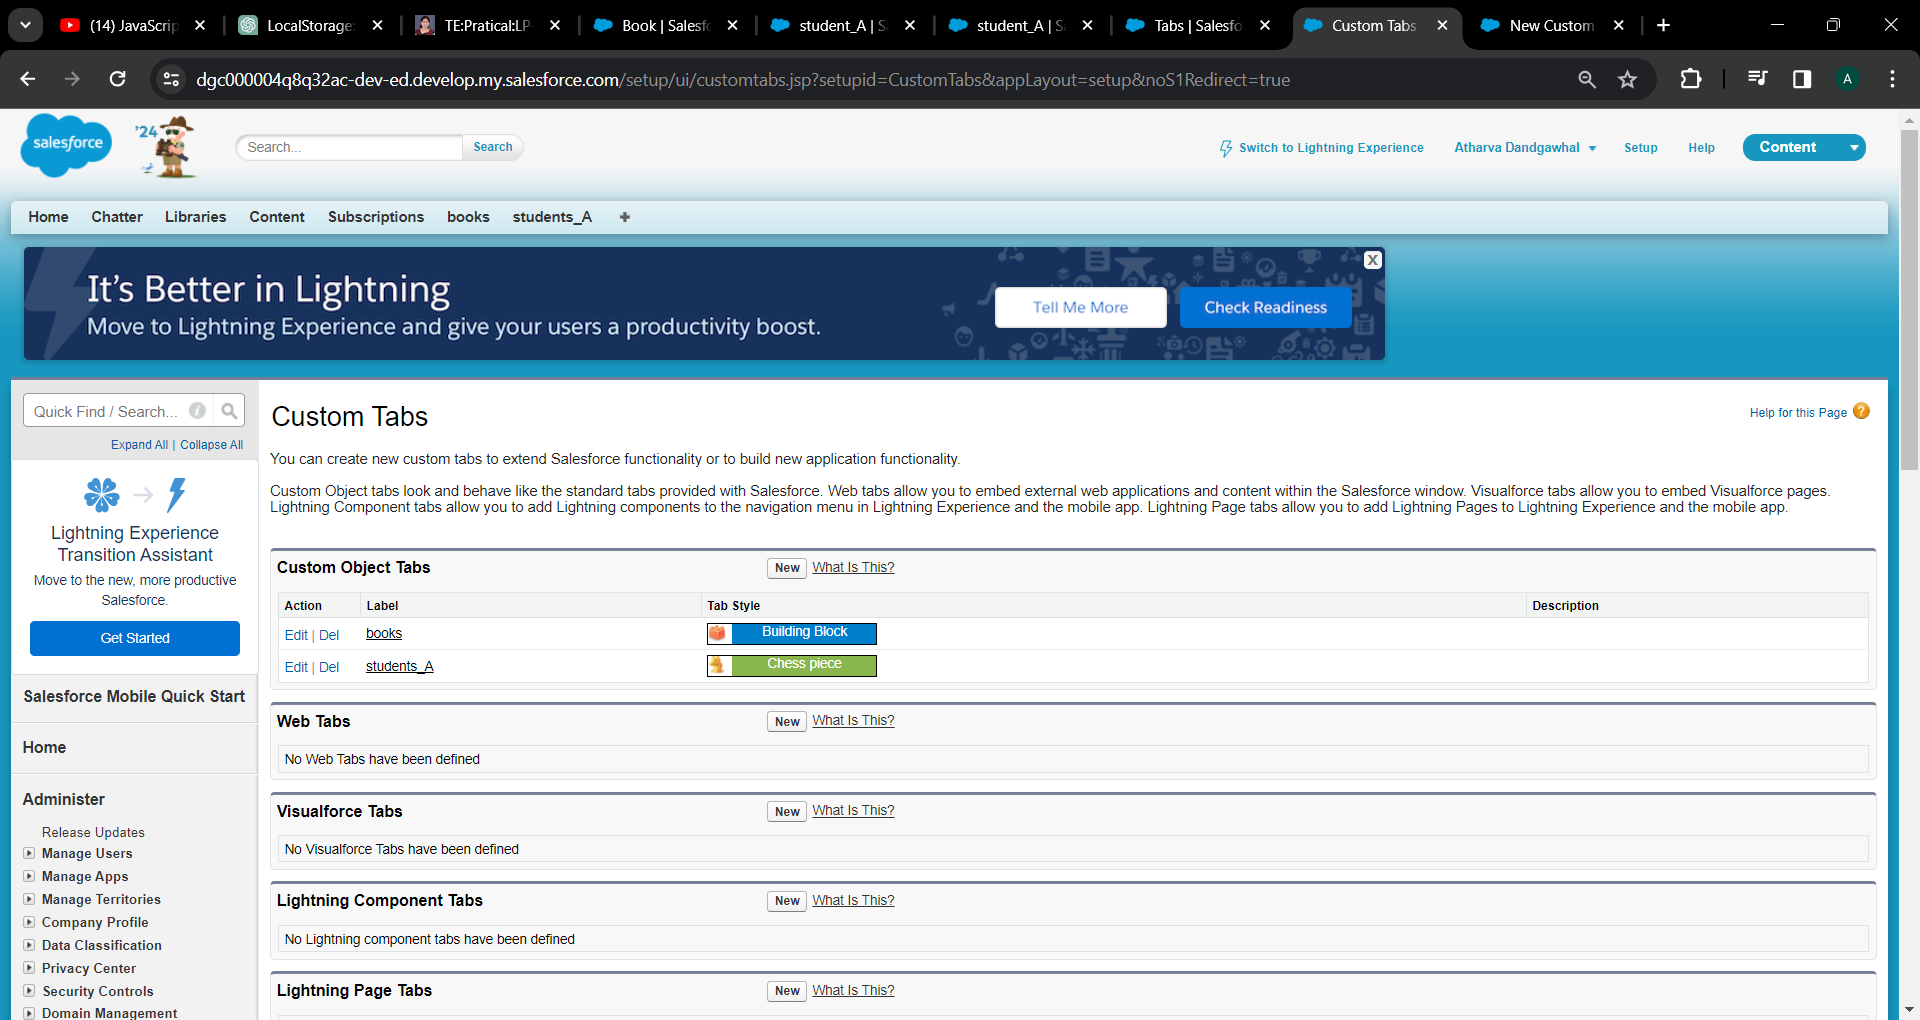 (14) JavaScrip
LocalStorage:
TE:Pratical:LP
Book | Salesf
student_A | S
student_A | Sa
Tabs | Salesfo
Custom Tabs
New Custom
dgc000004q8q32ac-dev-ed.develop.my.salesforce.com/setup/ui/customtabs.jsp?setupid=CustomTabs&appLayout=setup&noS1Redirect=true
A
salesforce
'24
Search...
Search
Switch to Lightning Experience
Atharva Dandgawhal
Setup
Help
Content
Home
Chatter
Libraries
Content
Subscriptions
books
students_A
+
It's Better in Lightning
Move to Lightning Experience and give your users a productivity boost.
Tell Me More
Check Readiness
X
Quick Find / Search...
Expand All | Collapse All
Lightning Experience
Transition Assistant
Move to the new, more productive
Salesforce.
Get Started
Salesforce Mobile Quick Start
Home
Administer
Release Updates
Manage Users
Manage Apps
Manage Territories
Company Profile
Data Classification
Privacy Center
Security Controls
Domain Management
Custom Tabs
Help for this Page ?
You can create new custom tabs to extend Salesforce functionality or to build new application functionality.
Custom Object tabs look and behave like the standard tabs provided with Salesforce. Web tabs allow you to embed external web applications and content within the Salesforce window. Visualforce tabs allow you to embed Visualforce pages.
Lightning Component tabs allow you to add Lightning components to the navigation menu in Lightning Experience and the mobile app. Lightning Page tabs allow you to add Lightning Pages to Lightning Experience and the mobile app.
Custom Object Tabs
New
What Is This?
Action
Label
Tab Style
Description
Edit | Del
books
Building Block
Edit | Del
students_A
Chess piece
Web Tabs
New
What Is This?
No Web Tabs have been defined
Visualforce Tabs
New
What Is This?
No Visualforce Tabs have been defined
Lightning Component Tabs
New
What Is This?
No Lightning component tabs have been defined
Lightning Page Tabs
New
What Is This?